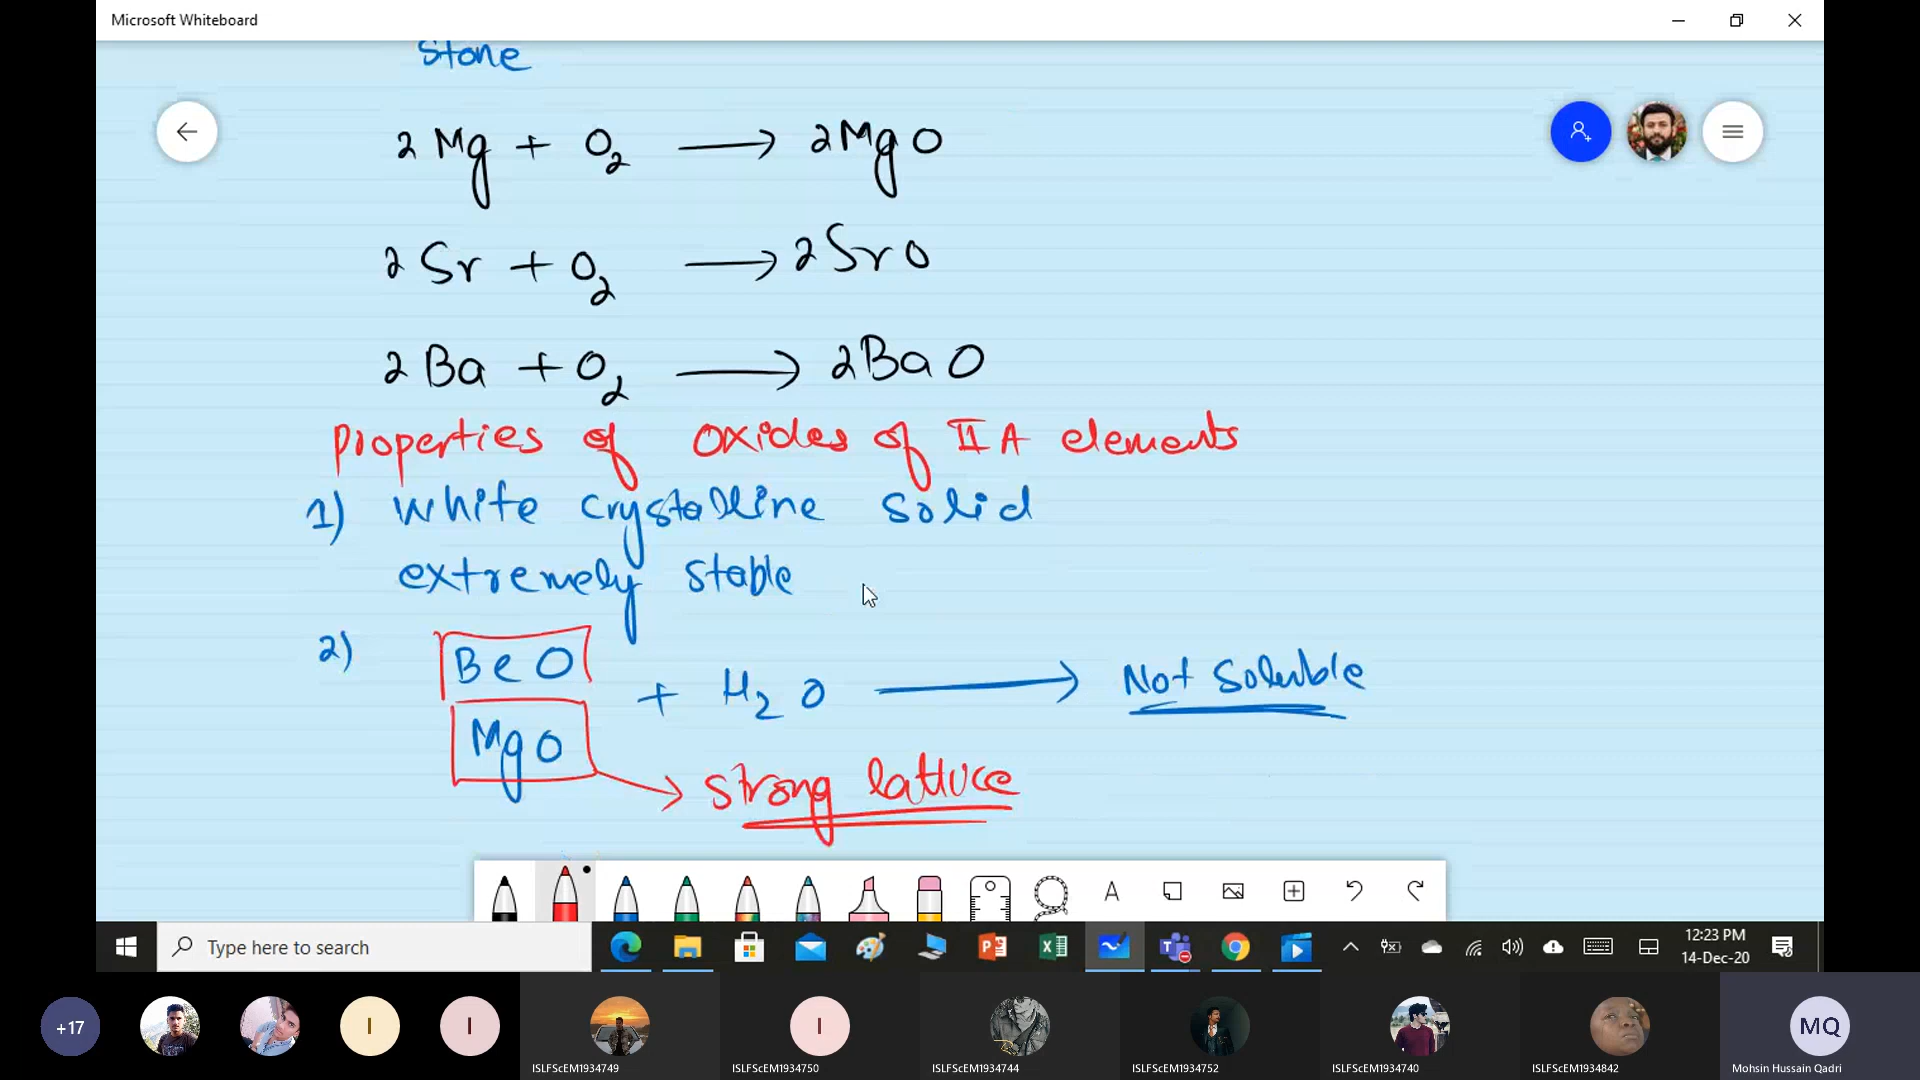 Microsoft Whiteboard
Stone
2 Mg + O2 → 2MgO
2 Sr + O2 → 2SrO
2 Ba + O2 → 2BaO
Properties of oxides of II A elements
1) white crystalline solid
extremely stable
2) BeO
MgO
+ H2O → Not Soluble
strong lattuce
A
Type here to search
12:23 PM
14-Dec-20
+17
I
I
I
MQ
ISLFScEM1934749
ISLFScEM1934750
ISLFScEM1934744
ISLFScEM1934752
ISLFScEM1934740
ISLFScEM1934842
Mohsin Hussain Qadri